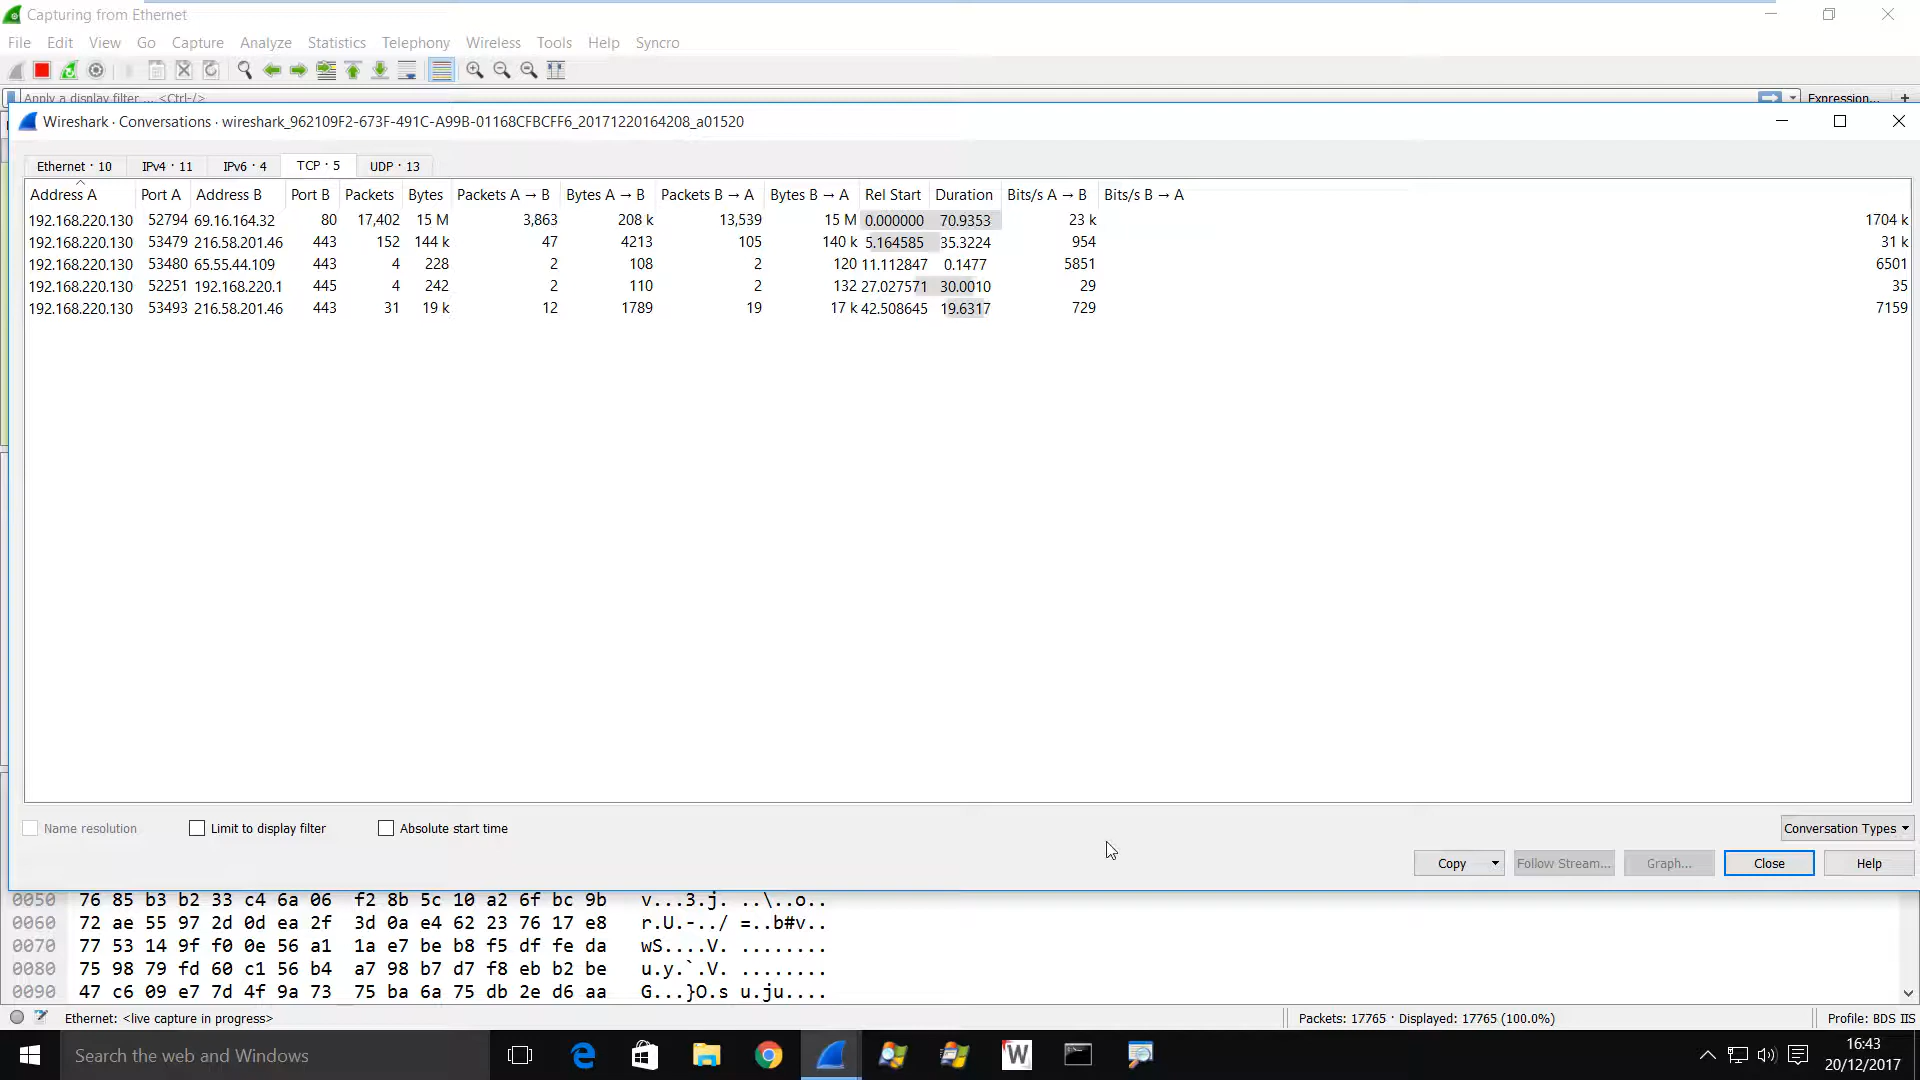 Capturing from Ethernet
File Edit View Go Capture Analyze Statistics Telephony Wireless Tools Help Syncro
Apply a display filter ... <Ctrl-/> Expression... +
Wireshark · Conversations · wireshark_962109F2-673F-491C-A99B-01168CFBCFF6_20171220164208_a01520
Ethernet · 10 IPv4 · 11 IPv6 · 4 TCP · 5 UDP · 13
Address A Port A Address B Port B Packets Bytes Packets A → B Bytes A → B Packets B → A Bytes B → A Rel Start Duration Bits/s A → B Bits/s B → A
192.168.220.130 52794 69.16.164.32 80 17,402 15 M 3,863 208 k 13,539 15 M 0.000000 70.9353 23 k 1704 k
192.168.220.130 53479 216.58.201.46 443 152 144 k 47 4213 105 140 k 5.164585 35.3224 954 31 k
192.168.220.130 53480 65.55.44.109 443 4 228 2 108 2 120 11.112847 0.1477 5851 6501
192.168.220.130 52251 192.168.220.1 445 4 242 2 110 2 132 27.027571 30.0010 29 35
192.168.220.130 53493 216.58.201.46 443 31 19 k 12 1789 19 17 k 42.508645 19.6317 729 7159
Name resolution Limit to display filter Absolute start time Conversation Types
Copy Follow Stream... Graph... Close Help
0050 76 85 b3 b2 33 c4 6a 06 f2 8b 5c 10 a2 6f bc 9b v...3.j. ..\..o..
0060 72 ae 55 97 2d 0d ea 2f 3d 0a e4 62 23 76 17 e8 r.U.-../ =..b#v..
0070 77 53 14 9f f0 0e 56 a1 1a e7 be b8 f5 df fe da wS....V. ........
0080 75 98 79 fd 60 c1 56 b4 a7 98 b7 d7 f8 eb b2 be u.y.`.V. ........
0090 47 c6 09 e7 7d 4f 9a 73 75 ba 6a 75 db 2e d6 aa G...}O.s u.ju....
Ethernet: <live capture in progress> Packets: 17765 · Displayed: 17765 (100.0%) Profile: BDS IIS
Search the web and Windows W 16:43
20/12/2017